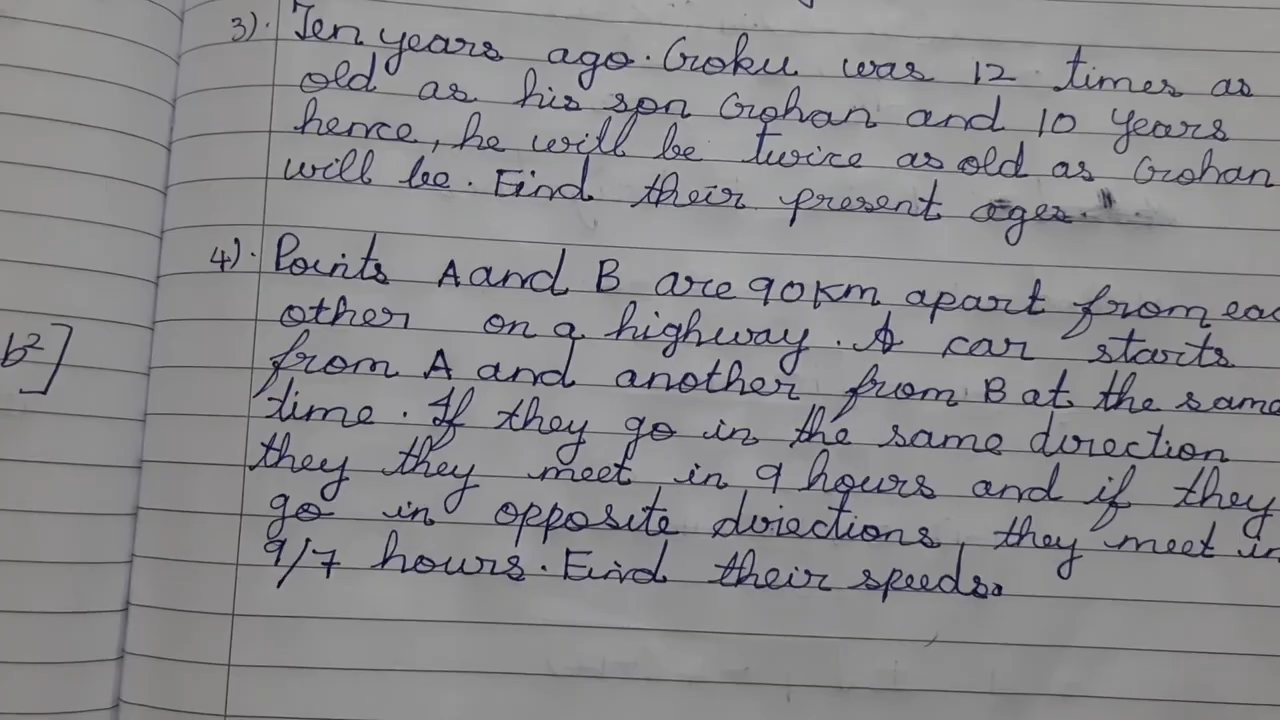 3). Ten years ago. Goku was 12 times as
old as his son Gohan and 10 years
hence, he will be twice as old as Gohan
will be. Find their present ages.
4). Points A and B are 90 km apart from eac
other on a highway. A car starts
from A and another from B at the same
time. If they go in the same direction
they they meet in 9 hours and if they
go in opposite directions, they meet in
9/7 hours. Find their speeds.
b²]